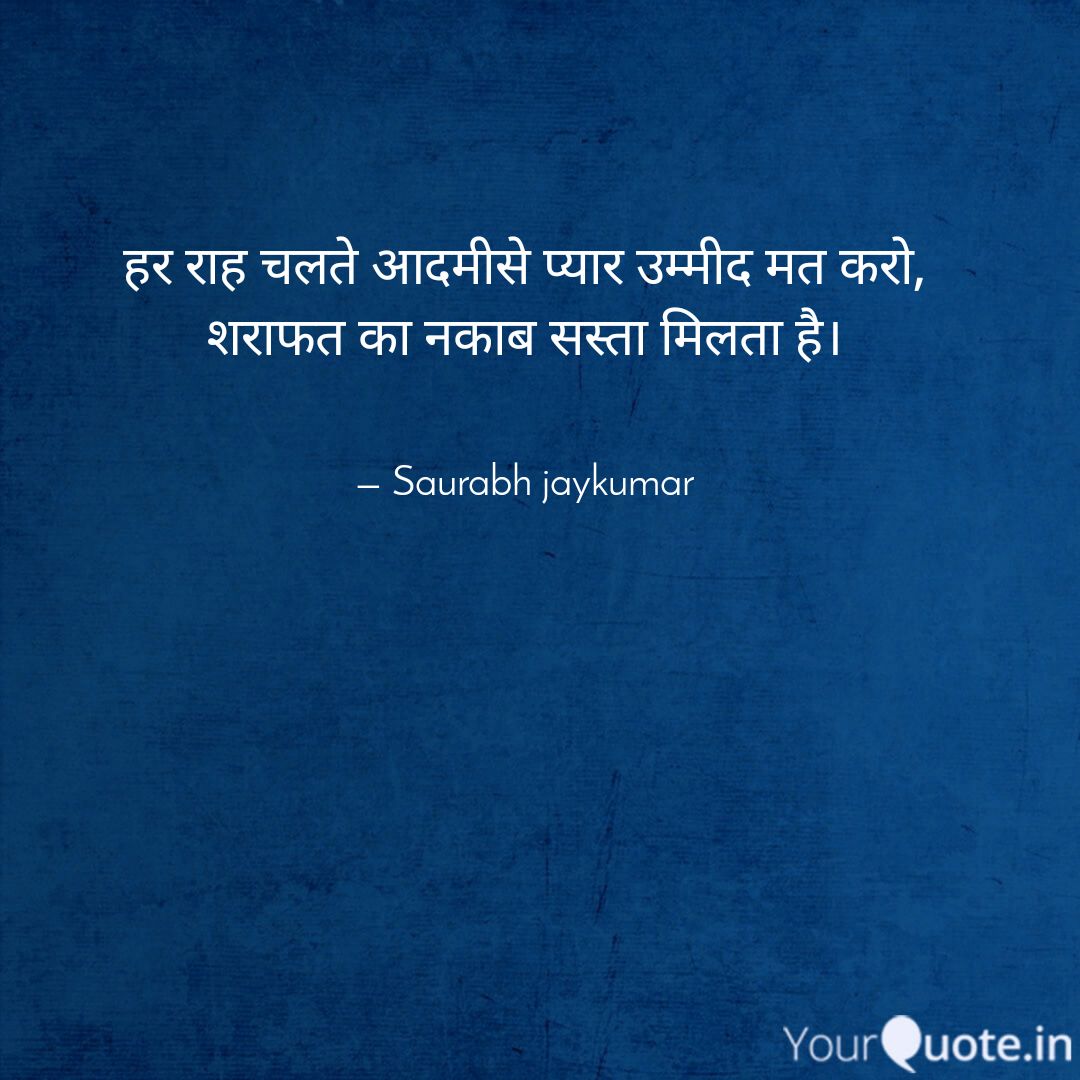 हर राह चलते आदमीसे प्यार उम्मीद मत करो,
शराफत का नकाब सस्ता मिलता है।
– Saurabh jaykumar
YourQuote.in